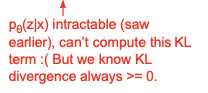 pθ(z|x) intractable (saw
earlier), can't compute this KL
term :( But we know KL
divergence always >= 0.